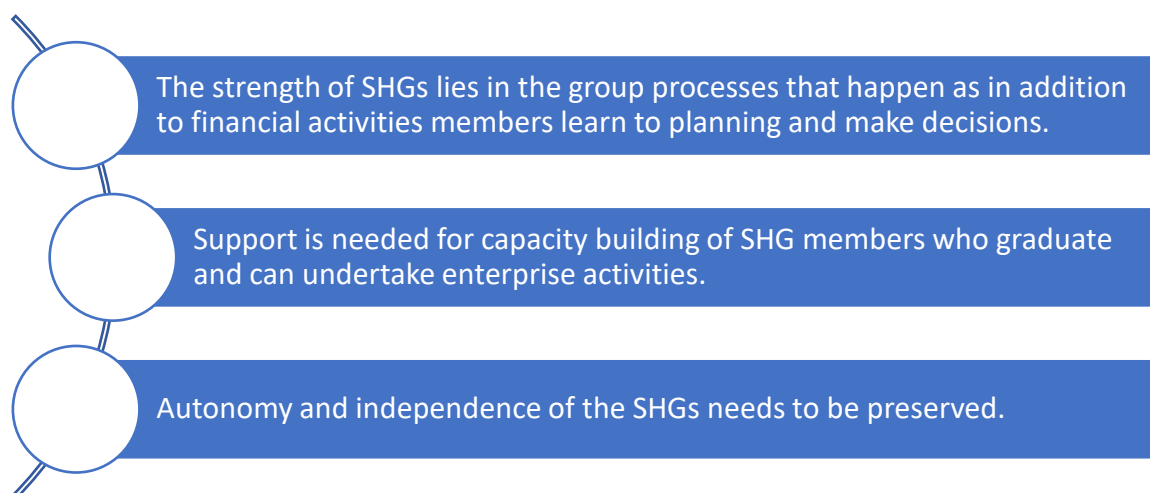 The strength of SHGs lies in the group processes that happen as in addition
to financial activities members learn to planning and make decisions.
Support is needed for capacity building of SHG members who graduate
and can undertake enterprise activities.
Autonomy and independence of the SHGs needs to be preserved.